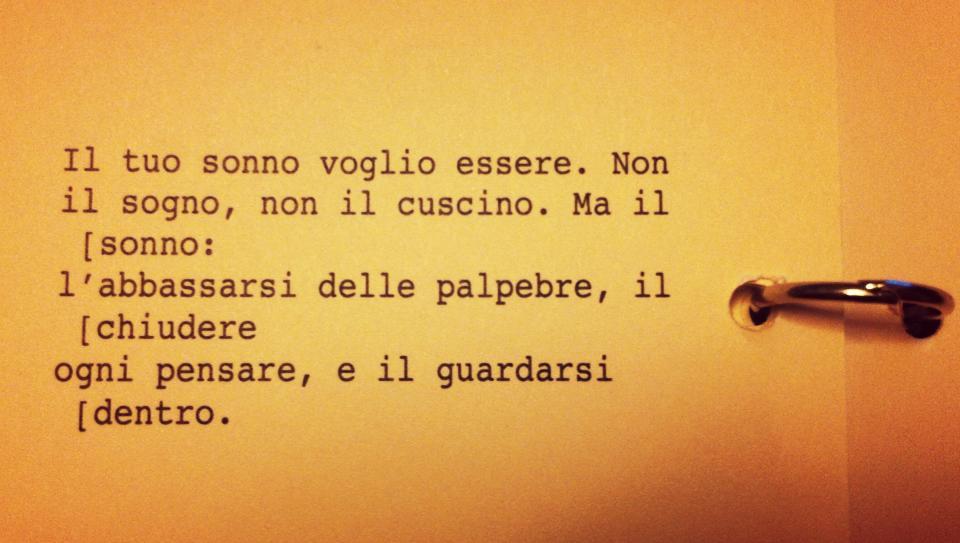 Il tuo sonno voglio essere. Non
il sogno, non il cuscino. Ma il
[sonno:
l'abbassarsi delle palpebre, il
[chiudere
ogni pensare, e il guardarsi
[dentro.